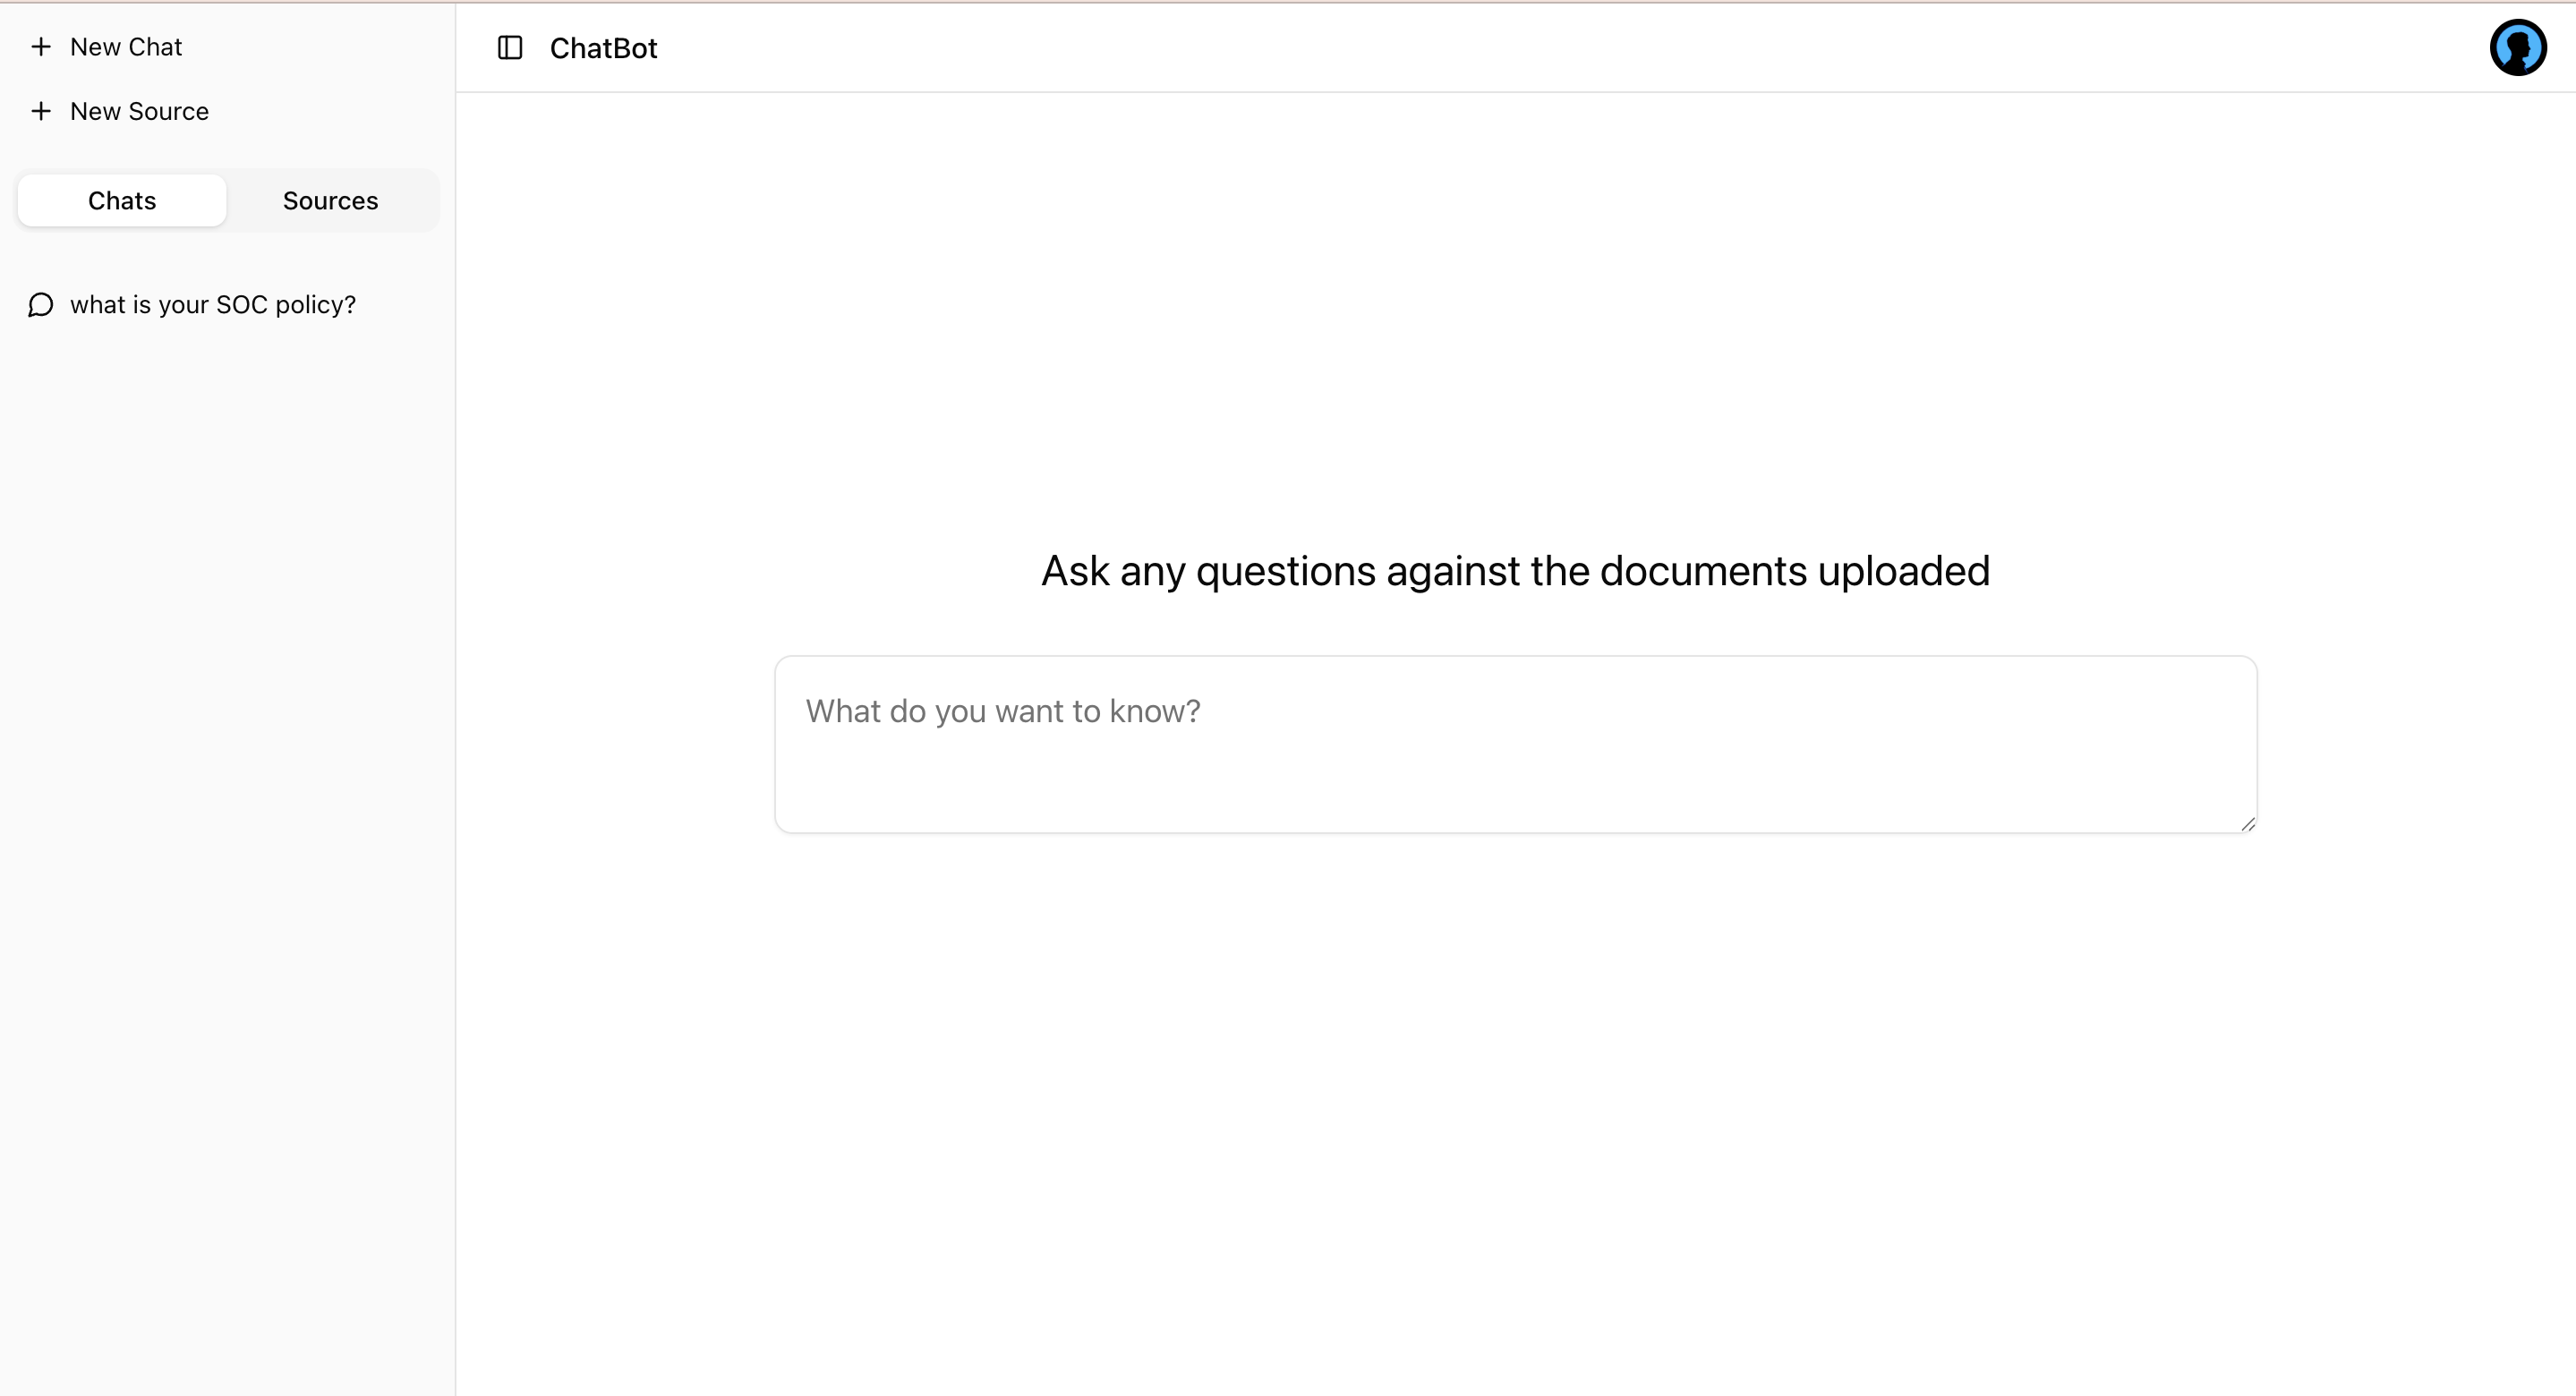 New Chat
New Source
Chats
Sources
what is your SOC policy?
ChatBot
Ask any questions against the documents uploaded
What do you want to know?